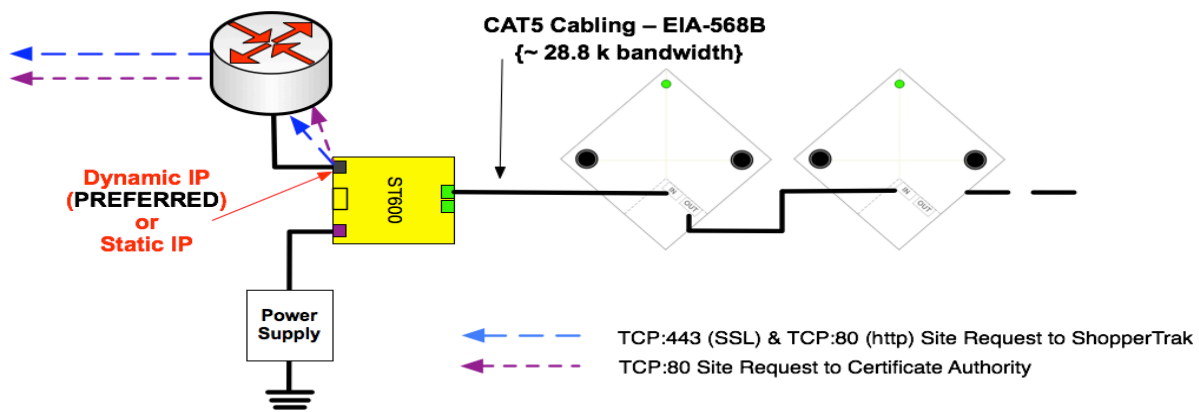 CAT5 Cabling – EIA-568B
{~ 28.8 k bandwidth}
Dynamic IP
(PREFERRED)
or
Static IP
ST600
IN
OUT
IN
OUT
Power
Supply
TCP:443 (SSL) & TCP:80 (http) Site Request to ShopperTrak
TCP:80 Site Request to Certificate Authority